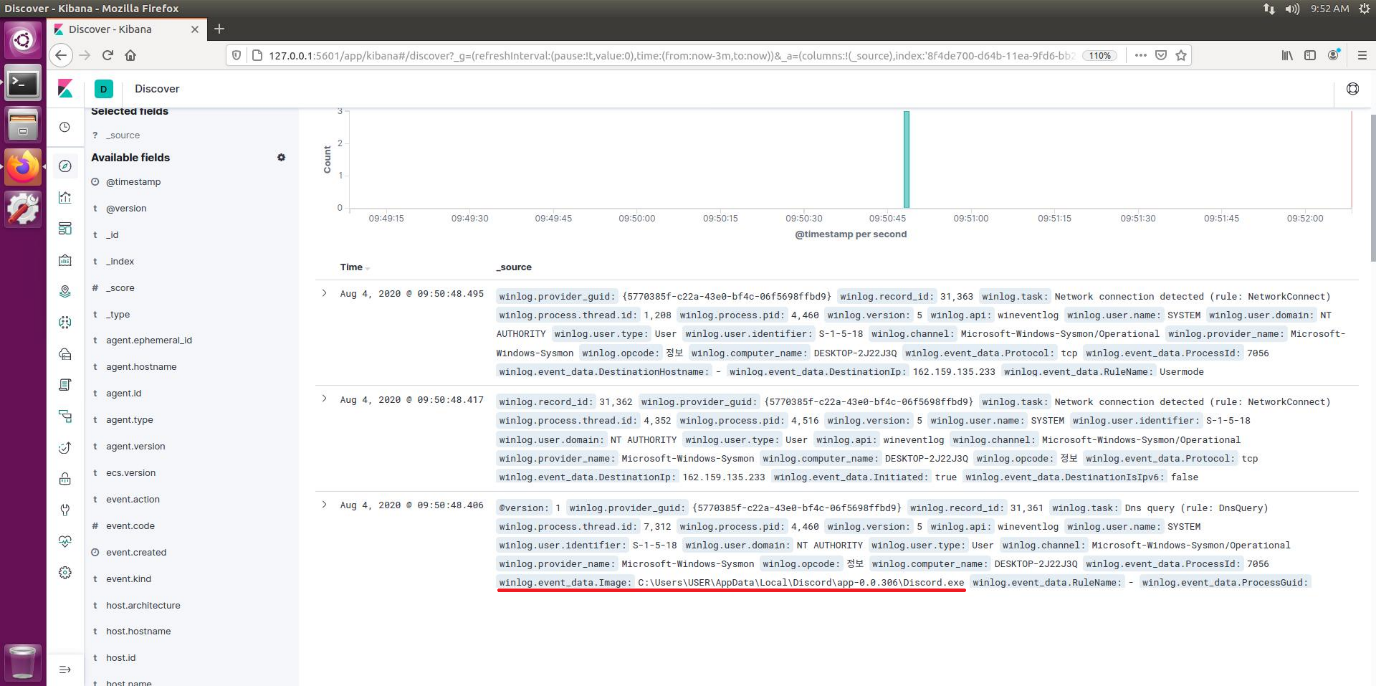 Discover - Kibana - Mozilla Firefox
9:52 AM
Discover - Kibana
127.0.0.1:5601/app/kibana#/discover?_g=(refreshInterval:(pause:!t,value:0),time:(from:now-3m,to:now))&_a=(columns:!(_source),index:'8f4de700-d64b-11ea-9fd6-bb2
110%
D
Discover
Selected fields
? _source
Available fields
@timestamp
t @version
t _id
t _index
# _score
t _type
t agent.ephemeral_id
t agent.hostname
t agent.id
t agent.type
t agent.version
t ecs.version
t event.action
# event.code
event.created
t event.kind
t host.architecture
t host.hostname
t host.id
t host.name
Count
3
2
1
0
09:49:15 09:49:30 09:49:45 09:50:00 09:50:15 09:50:30 09:50:45 09:51:00 09:51:15 09:51:30 09:51:45 09:52:00
@timestamp per second
Time _source
Aug 4, 2020 @ 09:50:48.495
winlog.provider_guid: {5770385f-c22a-43e0-bf4c-06f5698ffbd9} winlog.record_id: 31,363 winlog.task: Network connection detected (rule: NetworkConnect)
winlog.process.thread.id: 1,208 winlog.process.pid: 4,460 winlog.version: 5 winlog.api: wineventlog winlog.user.name: SYSTEM winlog.user.domain: NT
AUTHORITY winlog.user.type: User winlog.user.identifier: S-1-5-18 winlog.channel: Microsoft-Windows-Sysmon/Operational winlog.provider_name: Microsoft-
Windows-Sysmon winlog.opcode: 정보 winlog.computer_name: DESKTOP-2J22J3Q winlog.event_data.Protocol: tcp winlog.event_data.ProcessId: 7056
winlog.event_data.DestinationHostname: - winlog.event_data.DestinationIp: 162.159.135.233 winlog.event_data.RuleName: Usermode
Aug 4, 2020 @ 09:50:48.417
winlog.record_id: 31,362 winlog.provider_guid: {5770385f-c22a-43e0-bf4c-06f5698ffbd9} winlog.task: Network connection detected (rule: NetworkConnect)
winlog.process.thread.id: 4,352 winlog.process.pid: 4,516 winlog.version: 5 winlog.user.name: SYSTEM winlog.user.identifier: S-1-5-18
winlog.user.domain: NT AUTHORITY winlog.user.type: User winlog.api: wineventlog winlog.channel: Microsoft-Windows-Sysmon/Operational
winlog.provider_name: Microsoft-Windows-Sysmon winlog.computer_name: DESKTOP-2J22J3Q winlog.opcode: 정보 winlog.event_data.Protocol: tcp
winlog.event_data.DestinationIp: 162.159.135.233 winlog.event_data.Initiated: true winlog.event_data.DestinationIsIpv6: false
Aug 4, 2020 @ 09:50:48.406
@version: 1 winlog.provider_guid: {5770385f-c22a-43e0-bf4c-06f5698ffbd9} winlog.record_id: 31,361 winlog.task: Dns query (rule: DnsQuery)
winlog.process.thread.id: 7,312 winlog.process.pid: 4,460 winlog.version: 5 winlog.api: wineventlog winlog.user.name: SYSTEM
winlog.user.identifier: S-1-5-18 winlog.user.domain: NT AUTHORITY winlog.user.type: User winlog.channel: Microsoft-Windows-Sysmon/Operational
winlog.provider_name: Microsoft-Windows-Sysmon winlog.opcode: 정보 winlog.computer_name: DESKTOP-2J22J3Q winlog.event_data.ProcessId: 7056
winlog.event_data.Image: C:\Users\USER\AppData\Local\Discord\app-0.0.306\Discord.exe winlog.event_data.RuleName: - winlog.event_data.ProcessGuid: